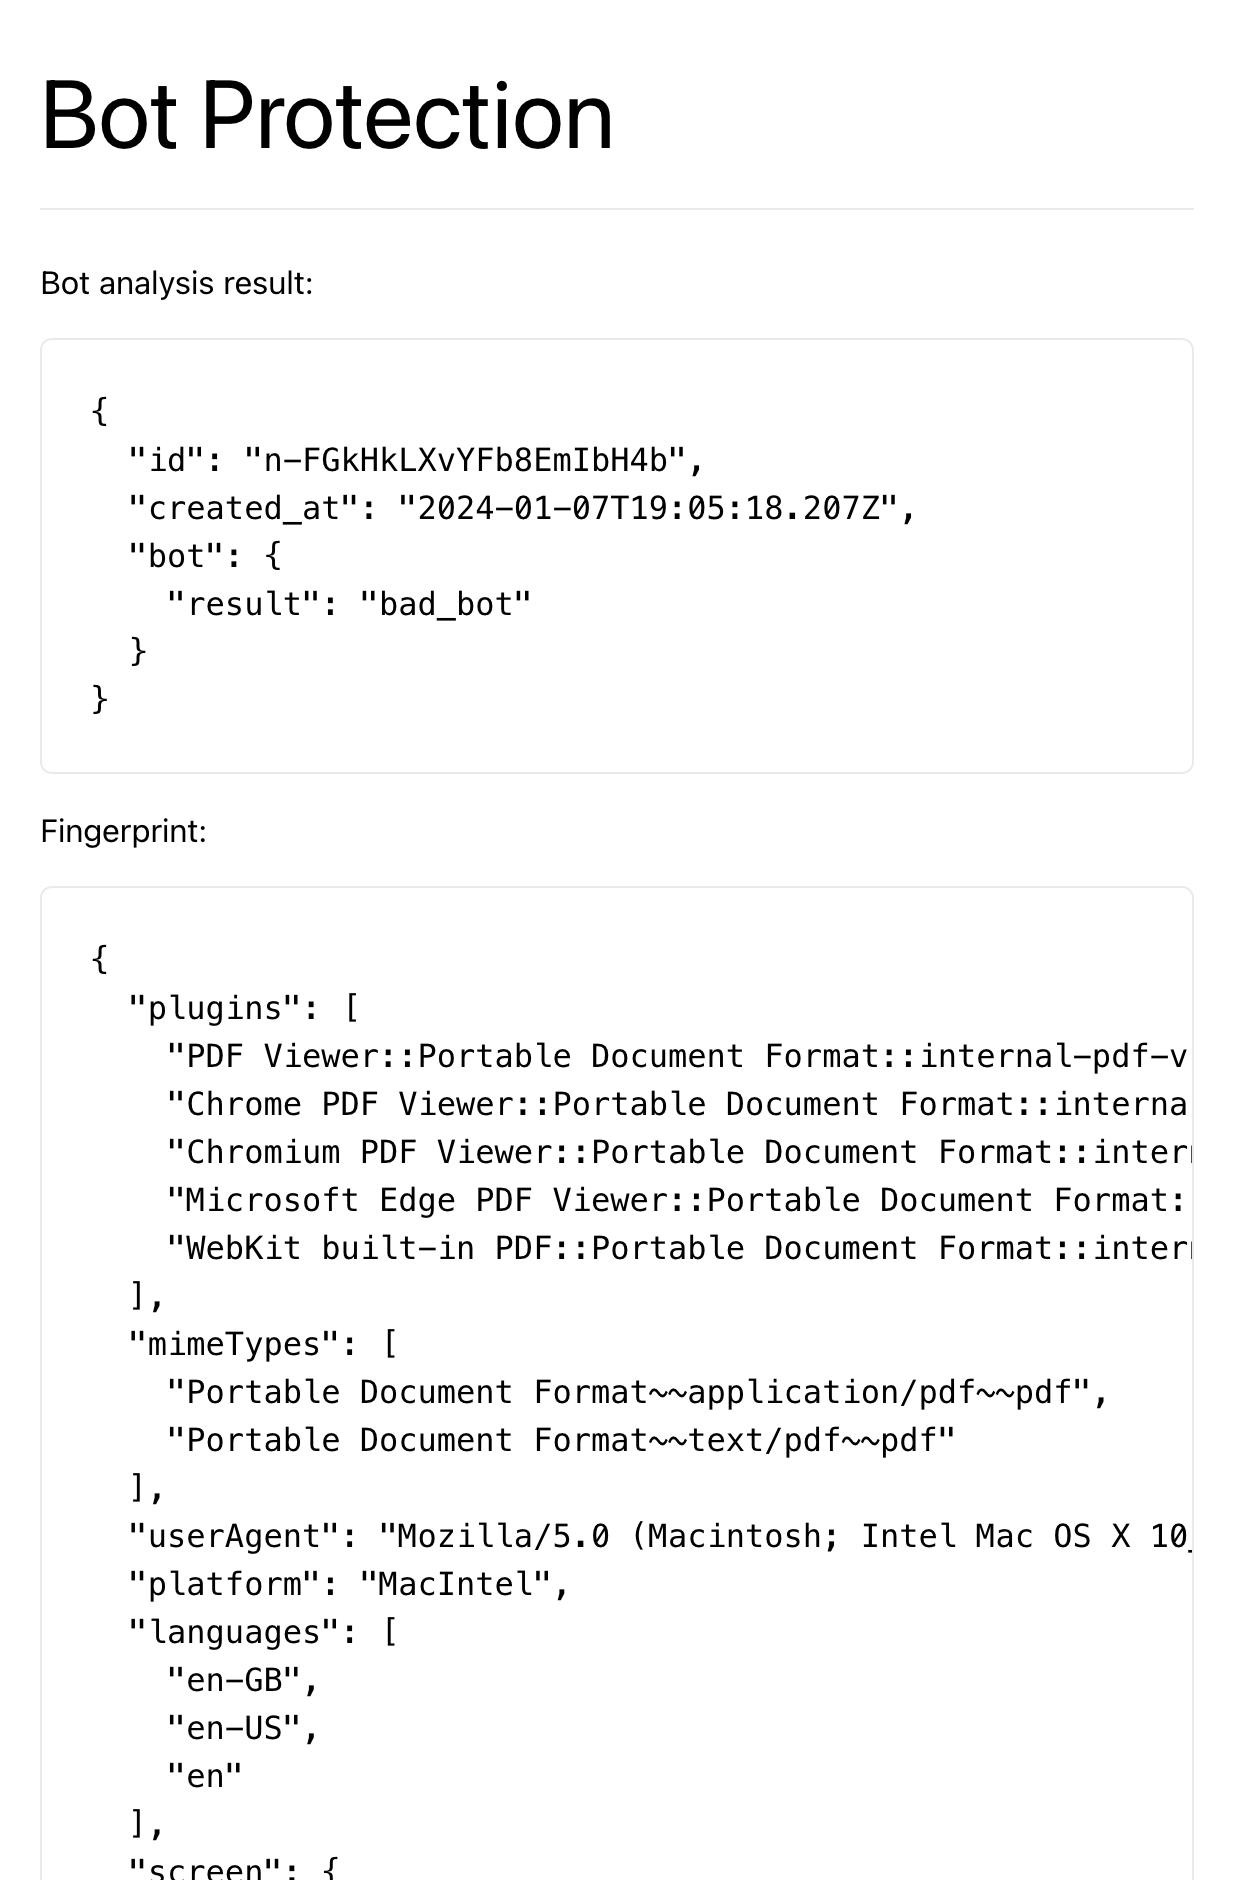 Bot Protection
Bot analysis result:
{
  "id": "n-FGkHkLXvYFb8EmIbH4b",
  "created_at": "2024-01-07T19:05:18.207Z",
  "bot": {
    "result": "bad_bot"
  }
}
Fingerprint:
{
  "plugins": [
    "PDF Viewer::Portable Document Format::internal-pdf-v
    "Chrome PDF Viewer::Portable Document Format::interna
    "Chromium PDF Viewer::Portable Document Format::inter
    "Microsoft Edge PDF Viewer::Portable Document Format:
    "WebKit built-in PDF::Portable Document Format::inter
  ],
  "mimeTypes": [
    "Portable Document Format~~application/pdf~~pdf",
    "Portable Document Format~~text/pdf~~pdf"
  ],
  "userAgent": "Mozilla/5.0 (Macintosh; Intel Mac OS X 10_
  "platform": "MacIntel",
  "languages": [
    "en-GB",
    "en-US",
    "en"
  ],
  "screen": {